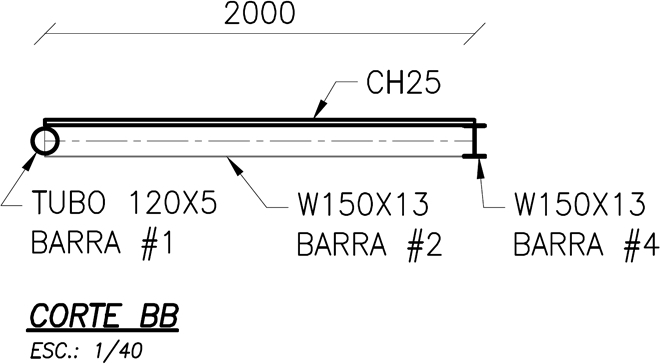 2000
CH25
TUBO 120X5
BARRA #1
W150X13
BARRA #2
W150X13
BARRA #4
CORTE BB
ESC.: 1/40